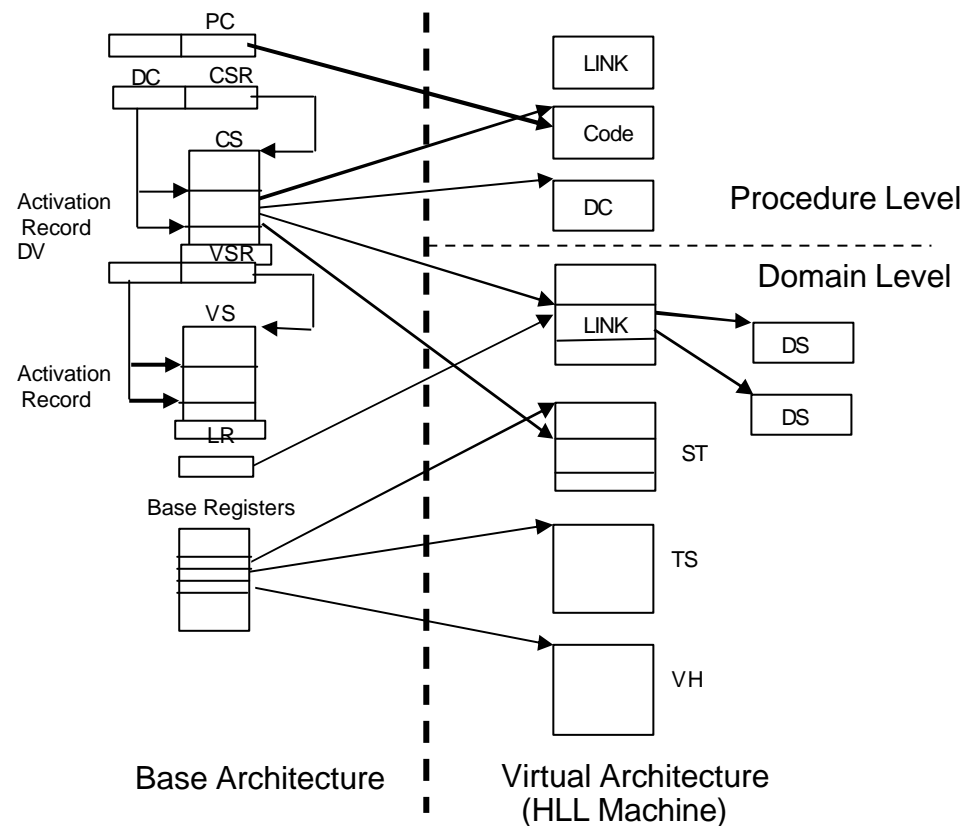 PC
DC CSR
CS
Activation
Record
DV
VSR
VS
Activation
Record
LR
Base Registers
Base Architecture
LINK
Code
DC
Procedure Level
Domain Level
LINK
DS
DS
ST
TS
VH
Virtual Architecture
(HLL Machine)